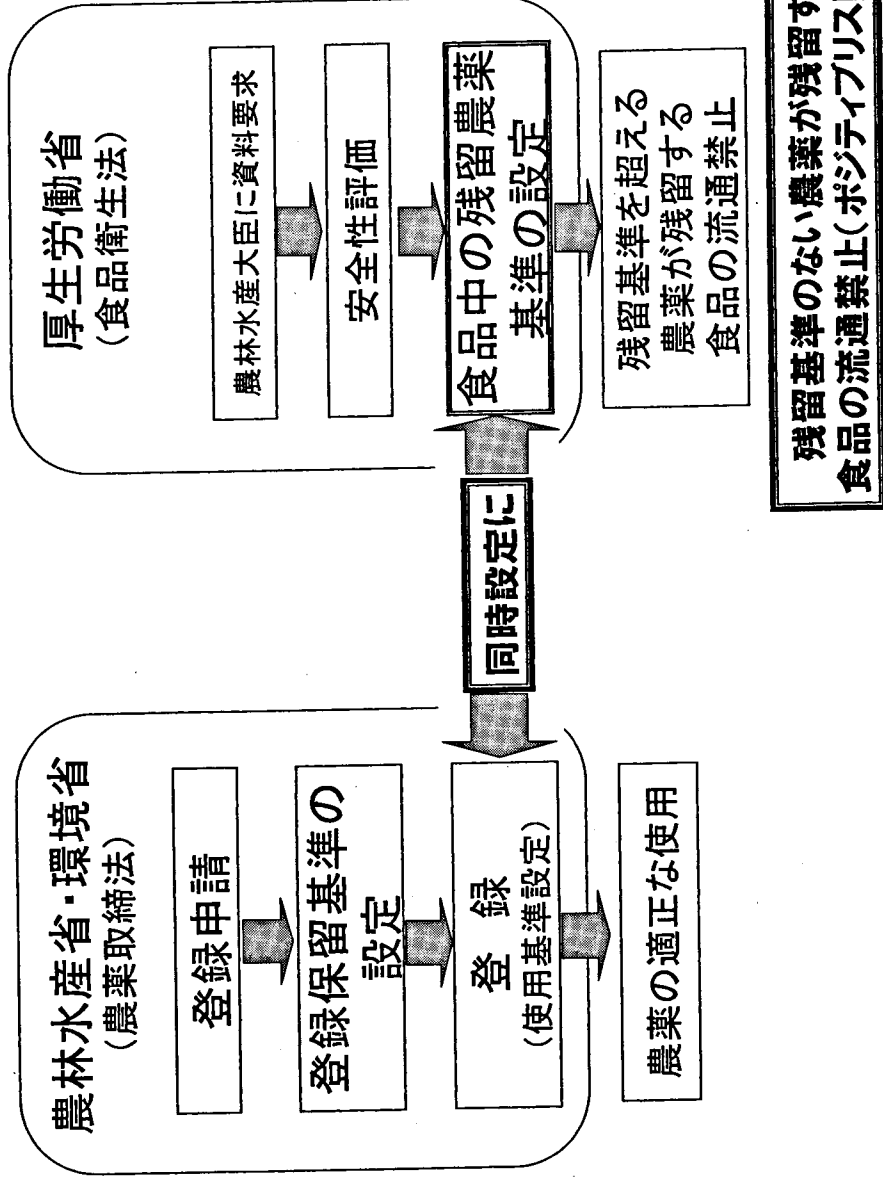 農林水産省・環境省
(農薬取締法)
登録申請
登録保留基準の
設定
登 録
(使用基準設定)
農薬の適正な使用
同時設定に
厚生労働省
(食品衛生法)
農林水産大臣に資料要求
安全性評価
食品中の残留農薬
基準の設定
残留基準を超える
農薬が残留する
食品の流通禁止
残留基準のない農薬が残留す
食品の流通禁止(ポジティブリス